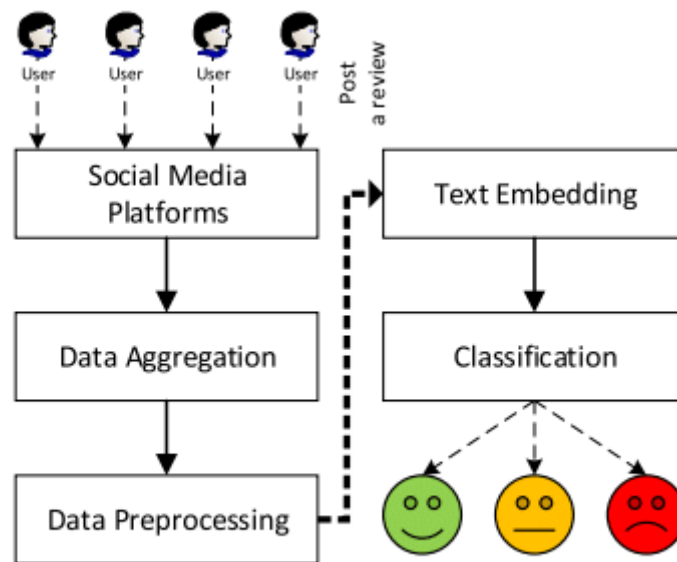 User
User
User
User
Post
a review
Social Media
Platforms
Data Aggregation
Data Preprocessing
Text Embedding
Classification